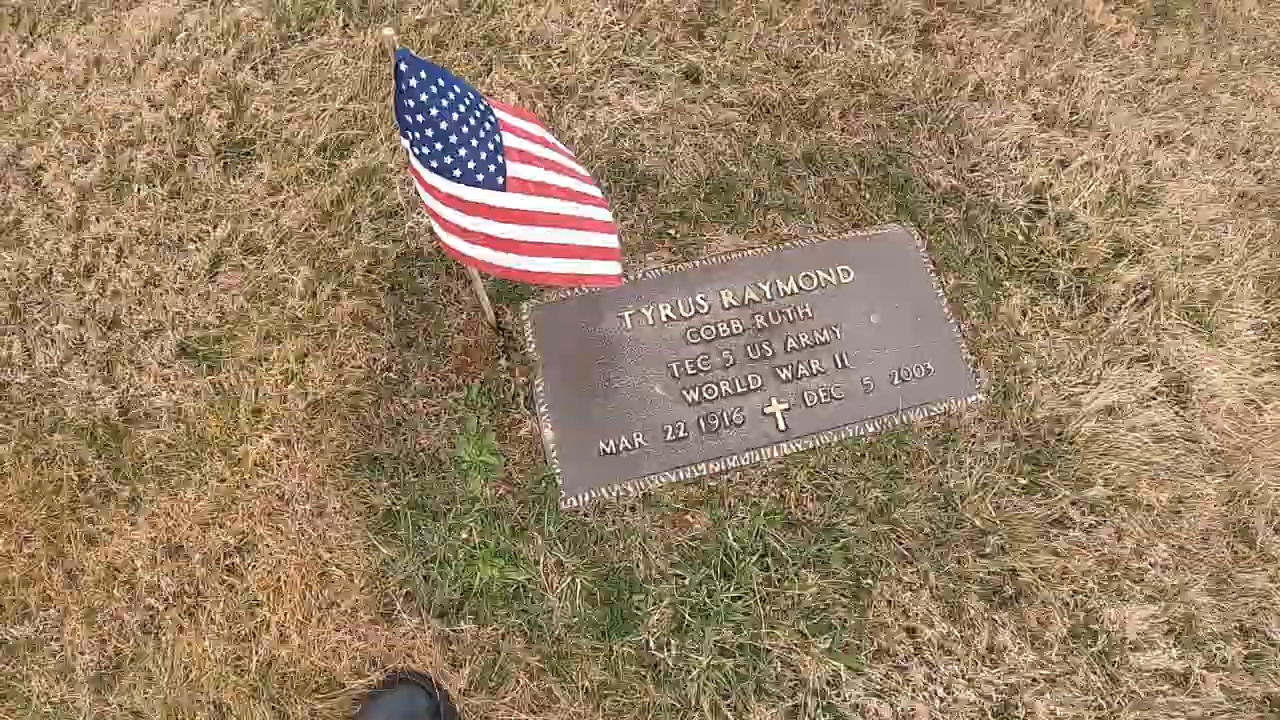 TYRUS RAYMOND
COBB RUTH
TEC 5 US ARMY
WORLD WAR II
MAR 22 1916 DEC 5 2003